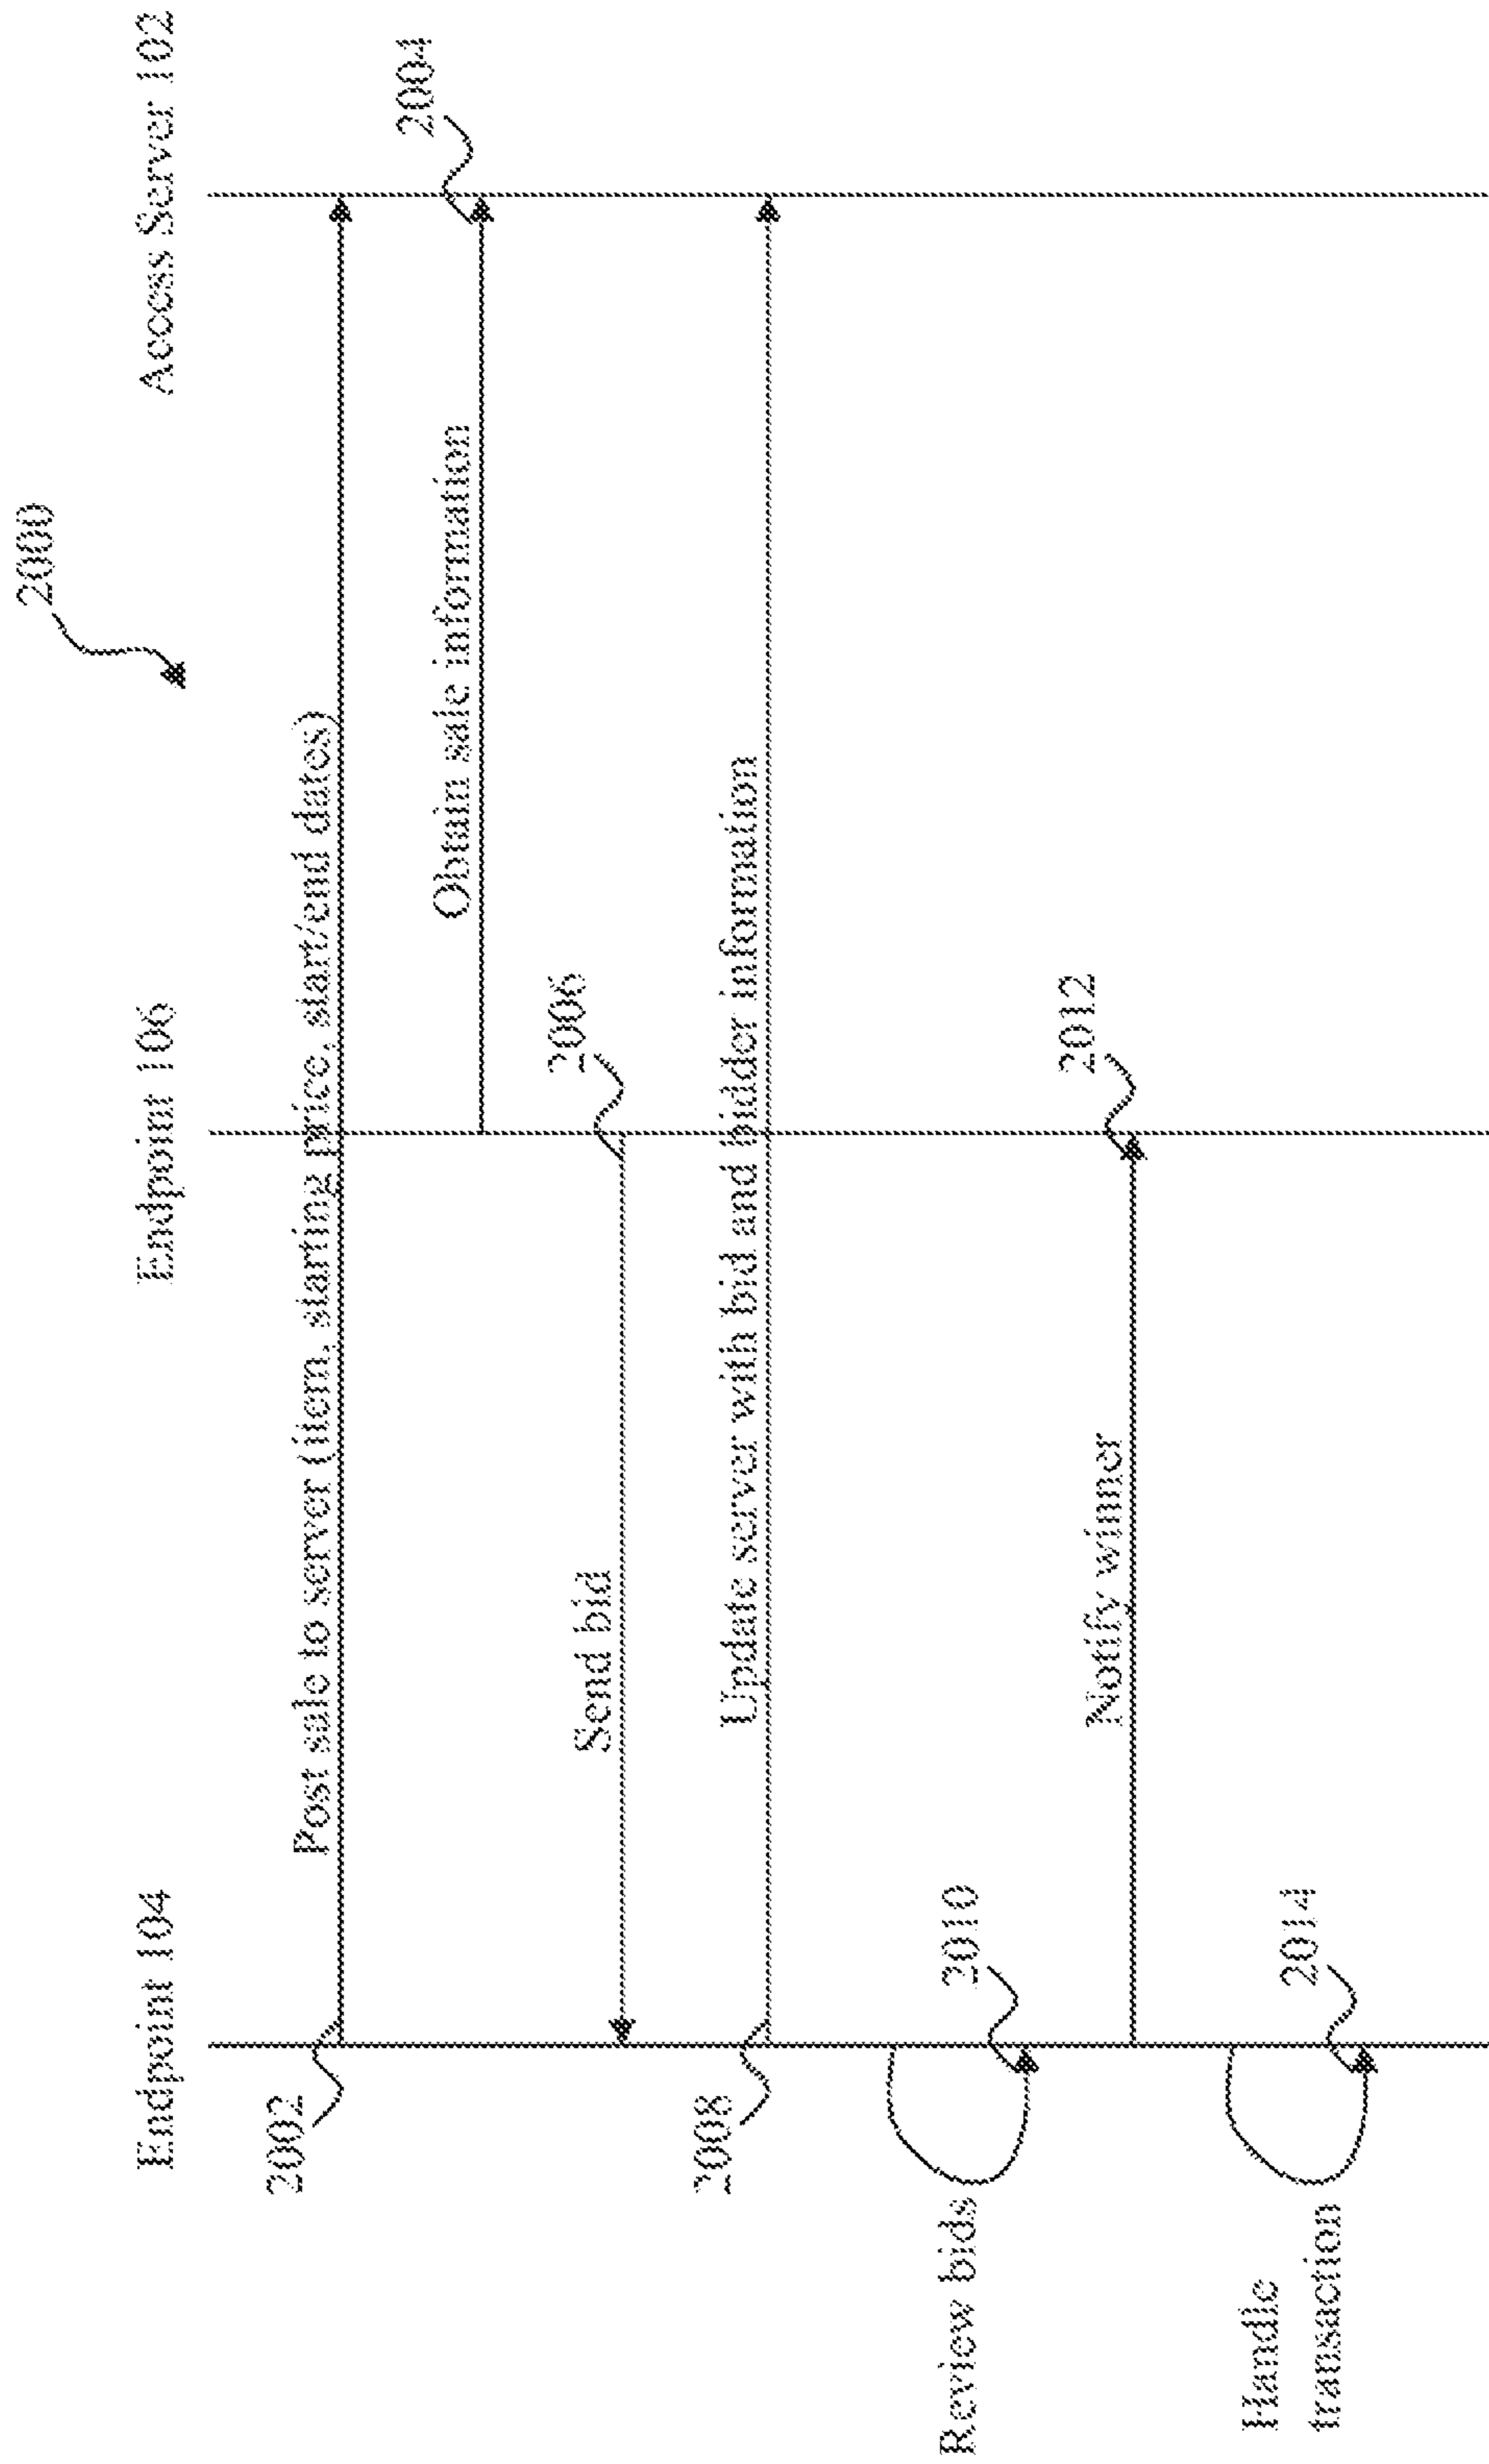 2000
Endpoint 104
Endpoint 106
Access Server 102
2002
Post sale to server (item, starting price, start/end dates)
2004
Obtain sale information
2006
Send bid
2008
Update server with bid and bidder information
2010
Review bids
2012
Notify winner
2014
Handle
transaction